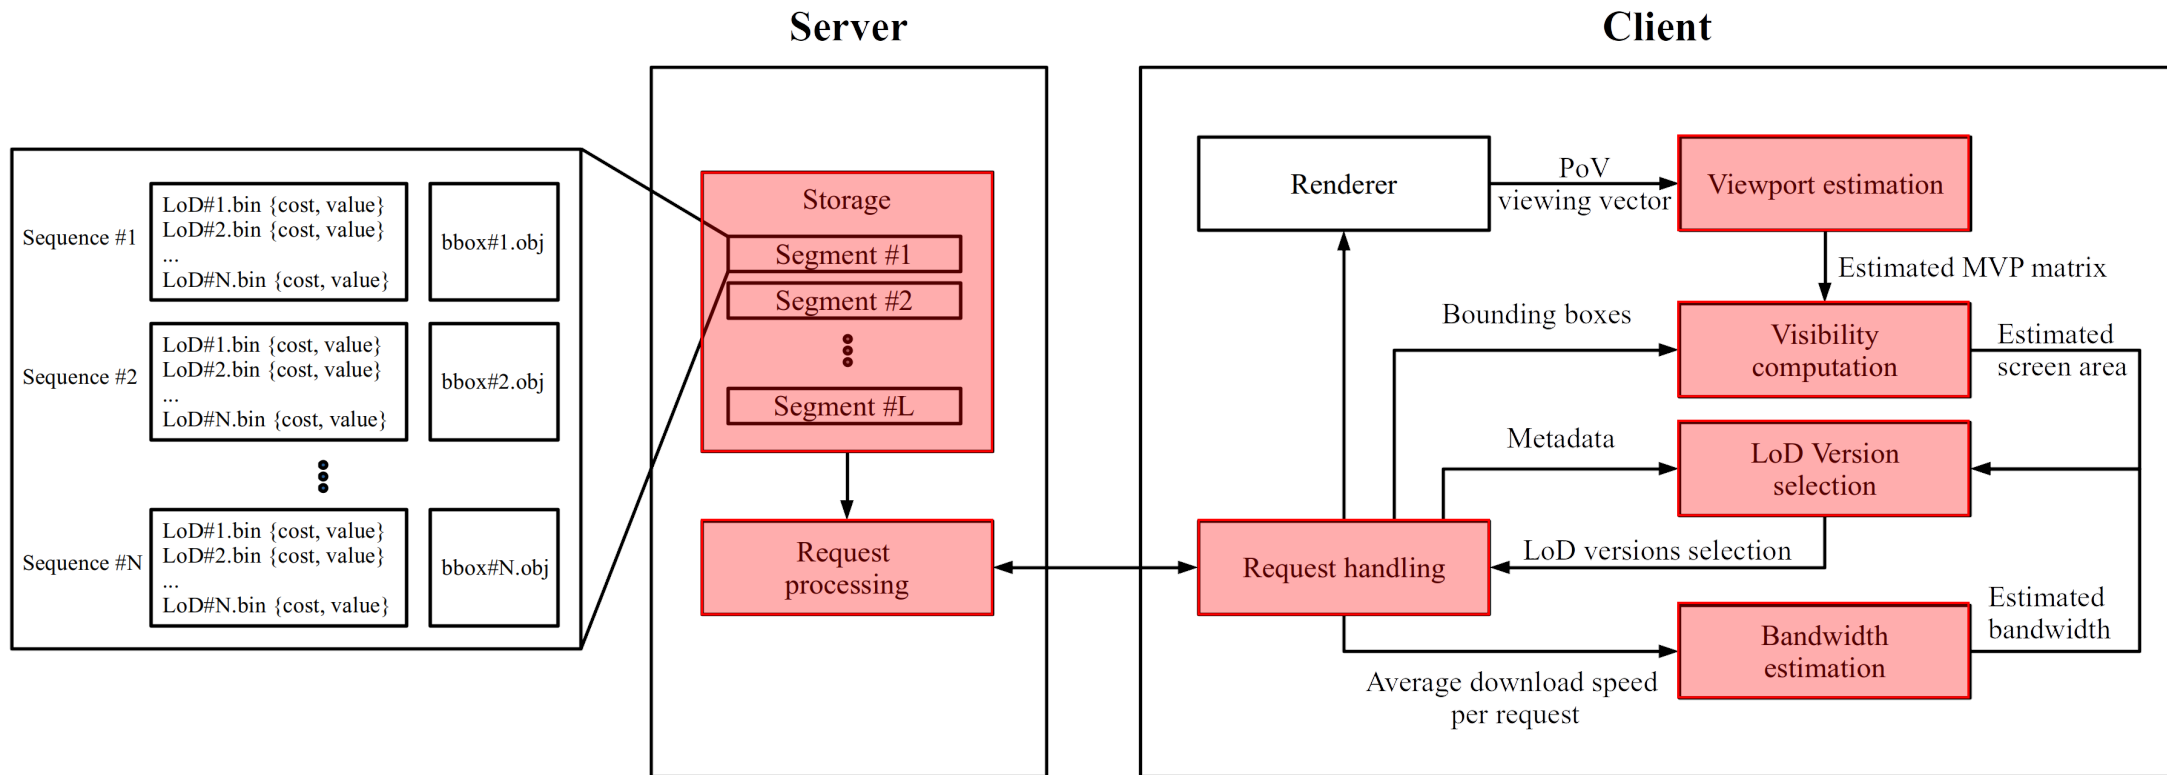 Server
Client
Sequence #1
LoD#1.bin {cost, value}
LoD#2.bin {cost, value}
...
LoD#N.bin {cost, value}
bbox#1.obj
Sequence #2
LoD#1.bin {cost, value}
LoD#2.bin {cost, value}
...
LoD#N.bin {cost, value}
bbox#2.obj
Sequence #N
LoD#1.bin {cost, value}
LoD#2.bin {cost, value}
...
LoD#N.bin {cost, value}
bbox#N.obj
Storage
Segment #1
Segment #2
Segment #L
Request
processing
Renderer
PoV
viewing vector
Viewport estimation
Estimated MVP matrix
Bounding boxes
Visibility
computation
Estimated
screen area
Metadata
LoD Version
selection
LoD versions selection
Request handling
Average download speed
per request
Bandwidth
estimation
Estimated
bandwidth